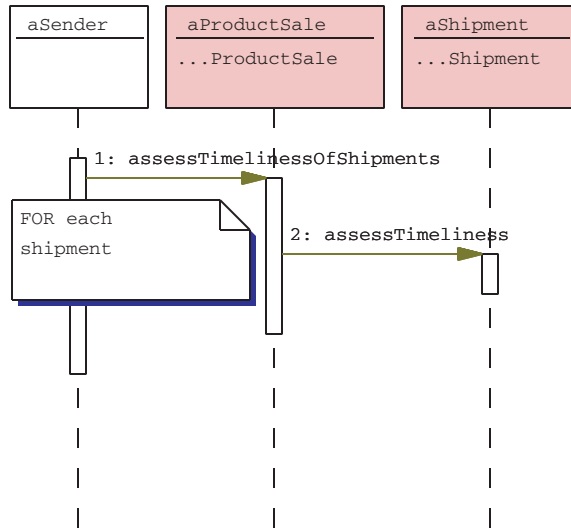 aSender
aProductSale
...ProductSale
aShipment
...Shipment
1: assessTimelinessOfShipments
FOR each
shipment
2: assessTimeliness